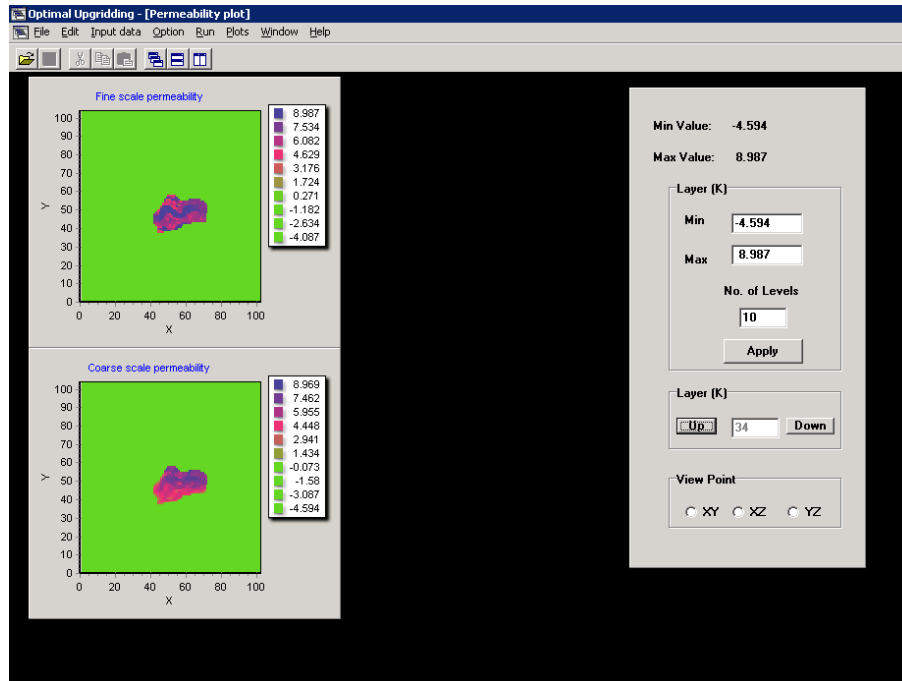 Optimal Upgridding - [Permeability plot]
File Edit Input data Option Run Plots Window Help
Fine scale permeability
100
90
80
70
60
50
40
30
20
10
0
Y
0 20 40 60 80 100
X
8.987
7.534
6.082
4.629
3.176
1.724
0.271
-1.182
-2.634
-4.087
Coarse scale permeability
100
90
80
70
60
50
40
30
20
10
0
Y
0 20 40 60 80 100
X
8.969
7.462
5.955
4.448
2.941
1.434
-0.073
-1.58
-3.087
-4.594
Min Value: -4.594
Max Value: 8.987
Layer (K)
Min -4.594
Max 8.987
No. of Levels
10
Apply
Layer (K)
Up 34 Down
View Point
XY XZ YZ